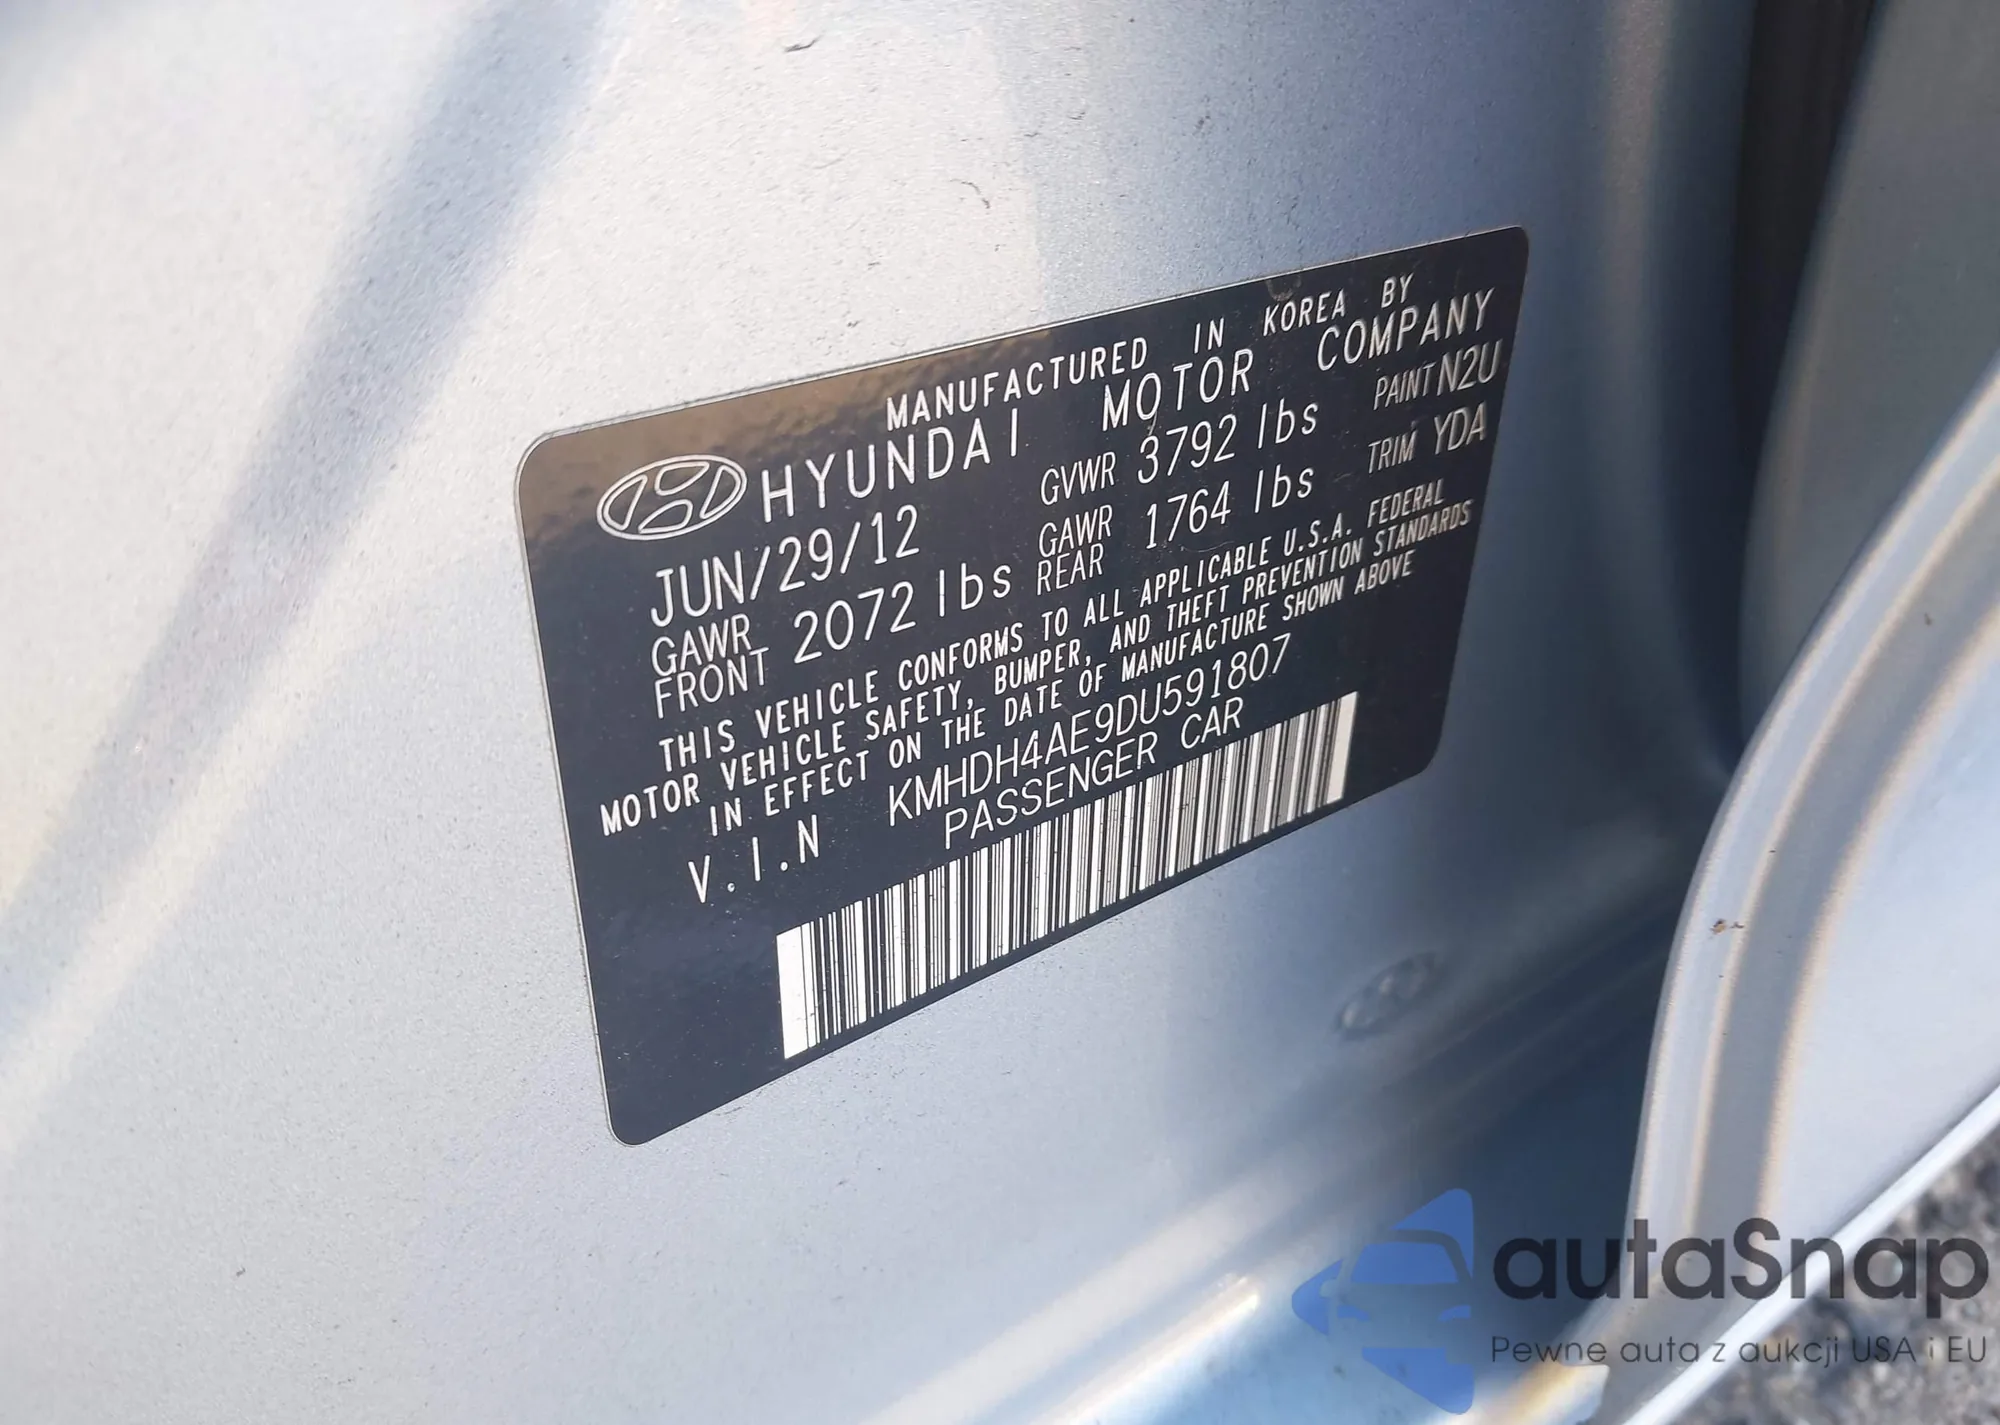 MANUFACTURED IN KOREA BY
HYUNDAI MOTOR COMPANY
JUN/29/12 GVWR 3792 lbs PAINT N2U
GAWR FRONT 2072 lbs GAWR REAR 1764 lbs TRIM YDA
THIS VEHICLE CONFORMS TO ALL APPLICABLE U.S.A. FEDERAL
MOTOR VEHICLE SAFETY, BUMPER, AND THEFT PREVENTION STANDARDS
IN EFFECT ON THE DATE OF MANUFACTURE SHOWN ABOVE
V.I.N KMHDH4AE9DU591807
PASSENGER CAR
autaSnap
Pewne auta z aukcji USA i EU